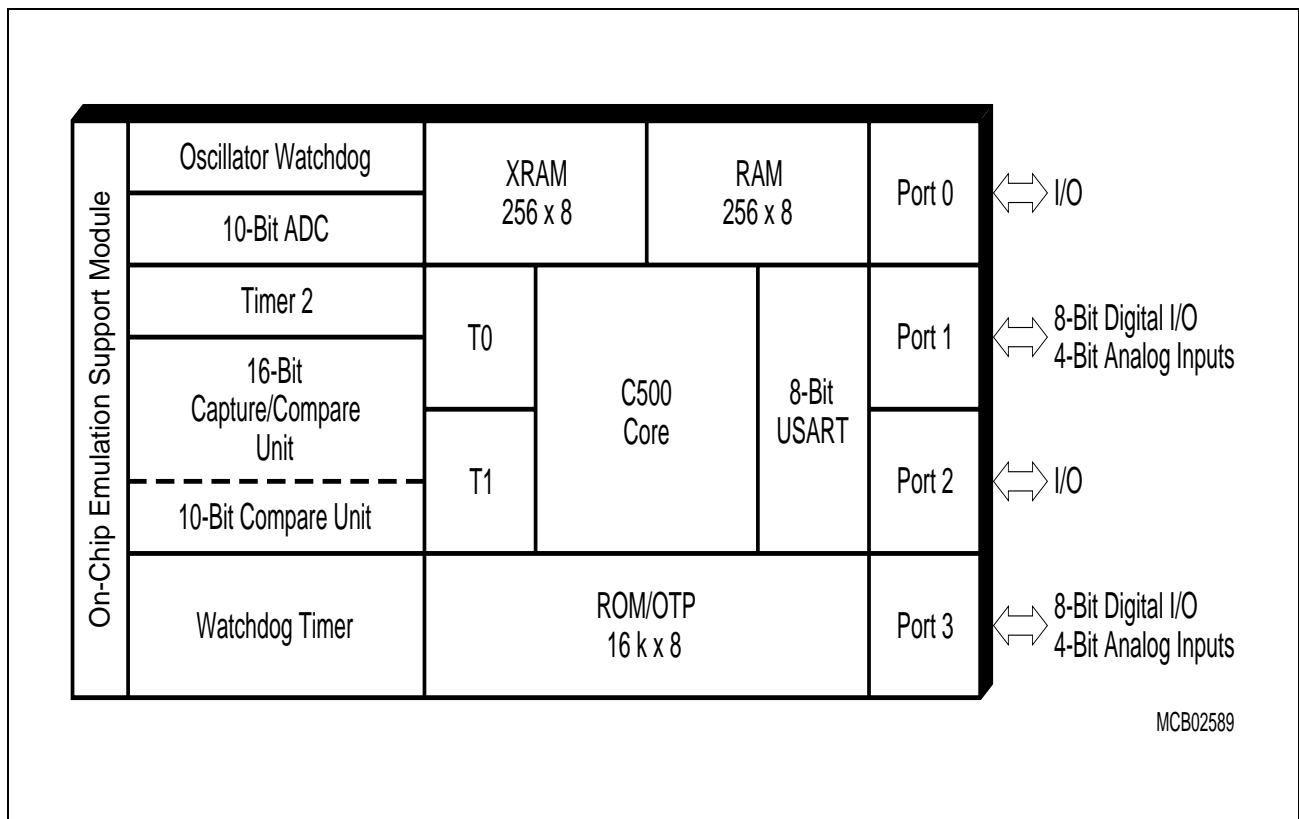 On-Chip Emulation Support Module
Oscillator Watchdog
10-Bit ADC
Timer 2
16-Bit
Capture/Compare
Unit
10-Bit Compare Unit
Watchdog Timer
XRAM
256 x 8
RAM
256 x 8
T0
T1
C500
Core
8-Bit
USART
ROM/OTP
16 k x 8
Port 0
I/O
Port 1
8-Bit Digital I/O
4-Bit Analog Inputs
Port 2
I/O
Port 3
8-Bit Digital I/O
4-Bit Analog Inputs
MCB02589